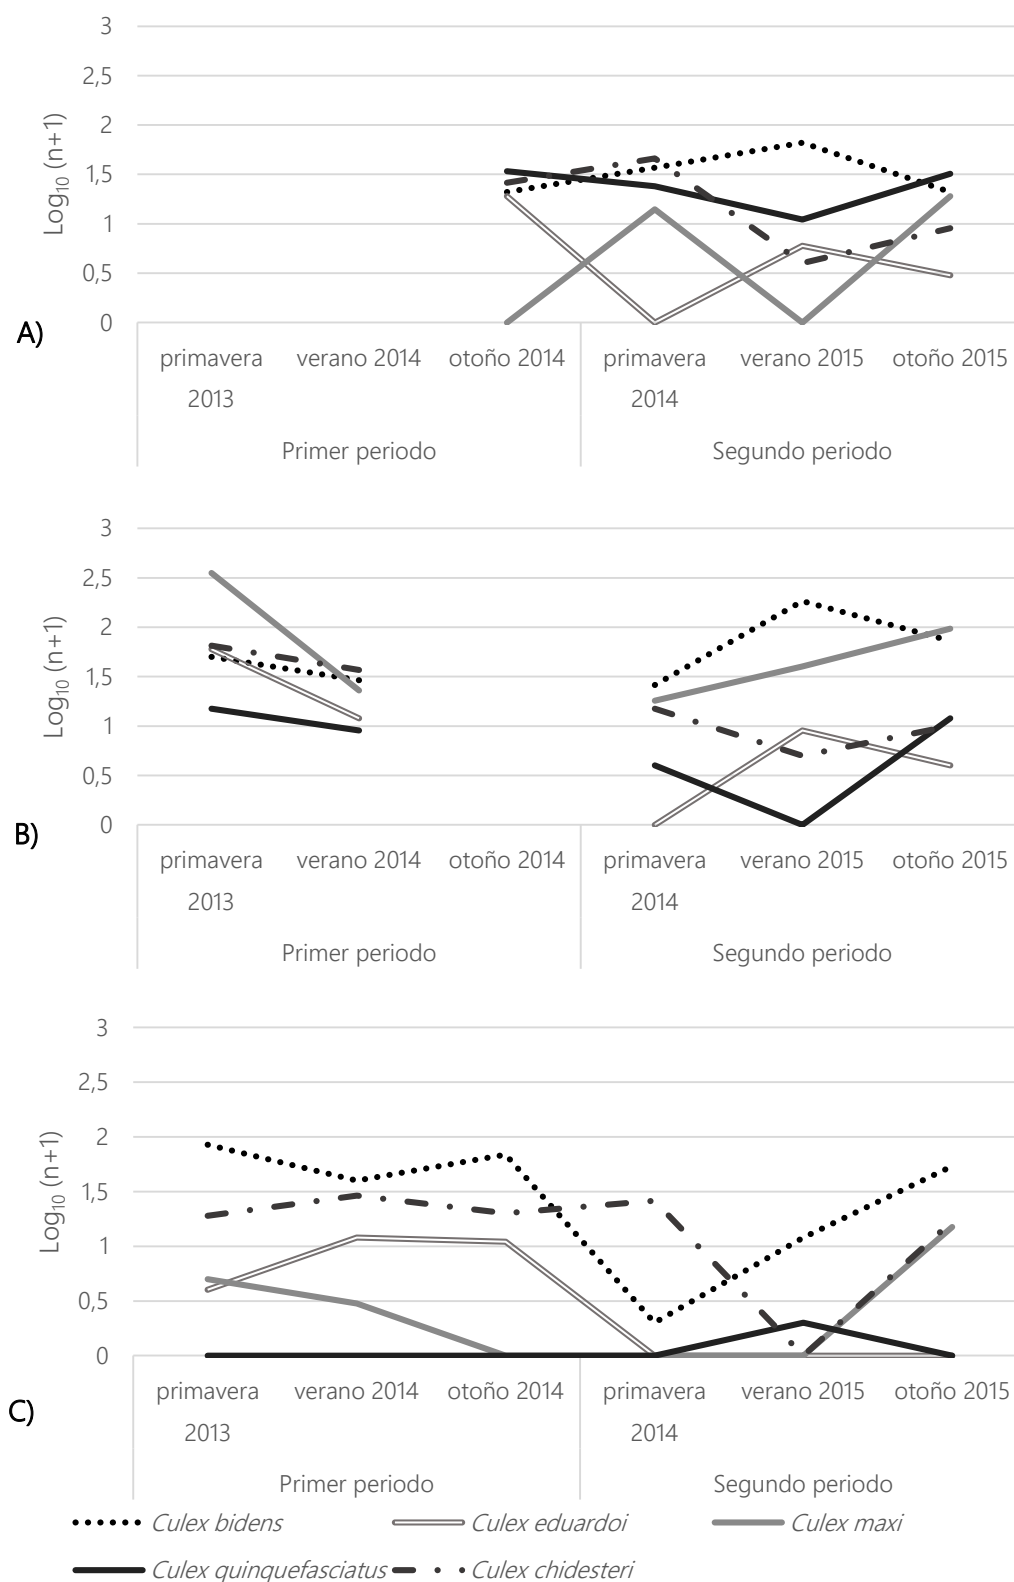 3
2,5
2
1,5
1
0,5
0
Log10 (n+1)
A)
primavera 2013 verano 2014 otoño 2014 primavera 2014 verano 2015 otoño 2015
Primer periodo Segundo periodo
3
2,5
2
1,5
1
0,5
0
Log10 (n+1)
B)
primavera 2013 verano 2014 otoño 2014 primavera 2014 verano 2015 otoño 2015
Primer periodo Segundo periodo
3
2,5
2
1,5
1
0,5
0
Log10 (n+1)
C)
primavera 2013 verano 2014 otoño 2014 primavera 2014 verano 2015 otoño 2015
Primer periodo Segundo periodo
Culex bidens Culex eduardoi Culex maxi
Culex quinquefasciatus Culex chidesteri